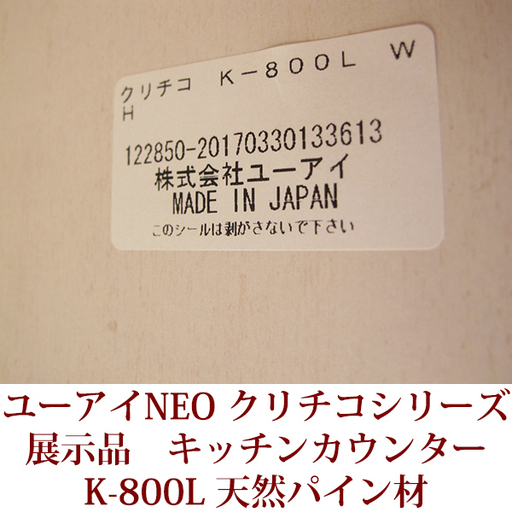 クリチコ K-800L W
H
122850-20170330133613
株式会社ユーアイ
MADE IN JAPAN
このシールは剥がさないで下さい
ユーアイNEO クリチコシリーズ
展示品 キッチンカウンター
K-800L 天然パイン材